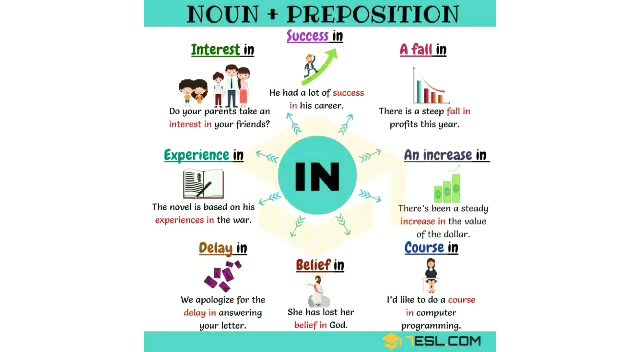 NOUN + PREPOSITION
Success in
He had a lot of success
in his career.
Interest in
Do your parents take an
interest in your friends?
A fall in
There is a steep fall in
profits this year.
Experience in
The novel is based on his
experiences in the war.
IN
An increase in
There's been a steady
increase in the value
of the dollar.
Delay in
We apologize for the
delay in answering
your letter.
Belief in
She has lost her
belief in God.
Course in
I'd like to do a course
in computer
programming.
7ESL.COM